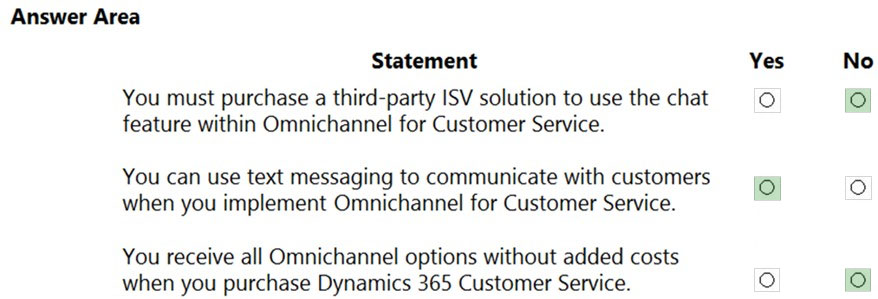 Answer Area
Statement Yes No
You must purchase a third-party ISV solution to use the chat
feature within Omnichannel for Customer Service.
You can use text messaging to communicate with customers
when you implement Omnichannel for Customer Service.
You receive all Omnichannel options without added costs
when you purchase Dynamics 365 Customer Service.